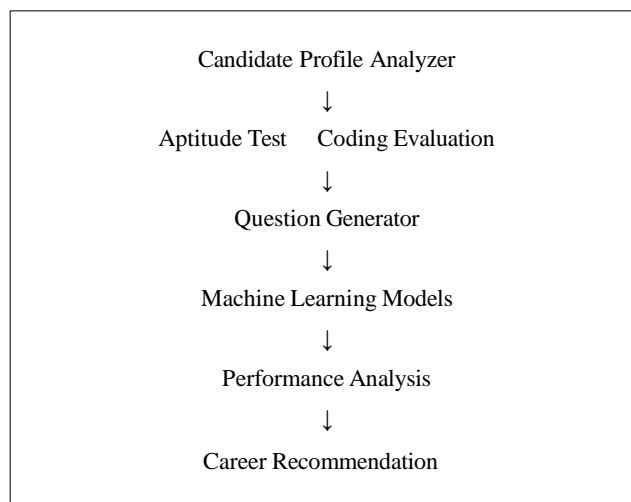 Candidate Profile Analyzer
↓
Aptitude Test Coding Evaluation
↓
Question Generator
↓
Machine Learning Models
↓
Performance Analysis
↓
Career Recommendation